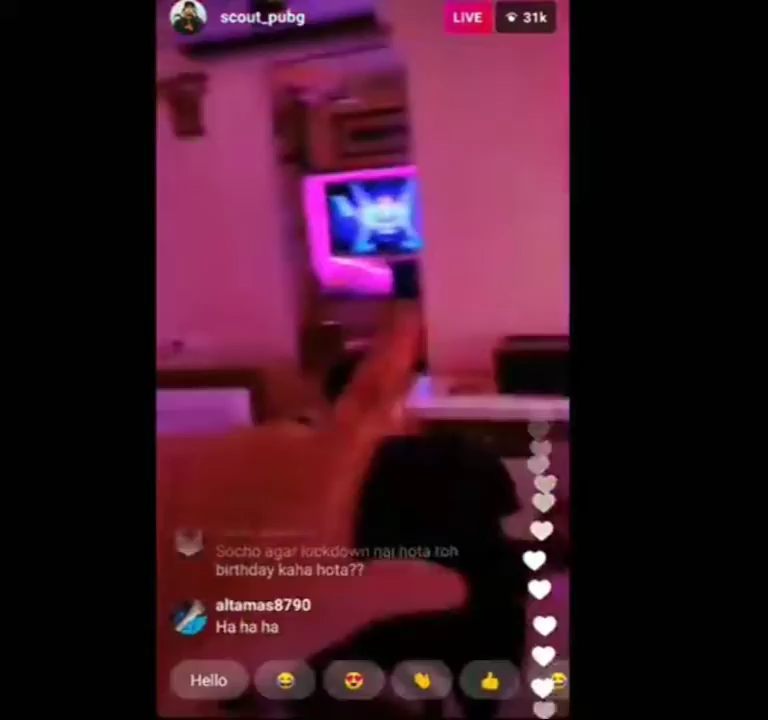 scout_pubg
LIVE
31k
Socho agar lockdown nai hota toh
birthday kaha hota??
altamas8790
Ha ha ha
Hello